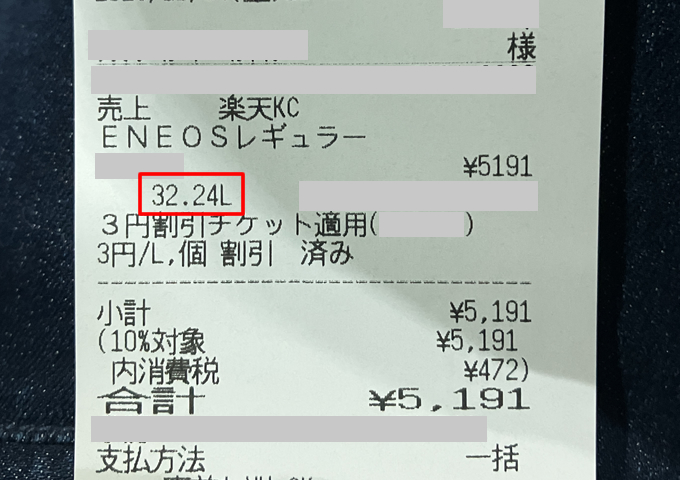 様
売上 楽天KC
ENEOSレギュラー
¥5191
32.24L
3円割引チケット適用( )
3円/L,個 割引 済み
小計 ¥5,191
(10%対象 ¥5,191
内消費税 ¥472)
合計 ¥5,191
支払方法 一括